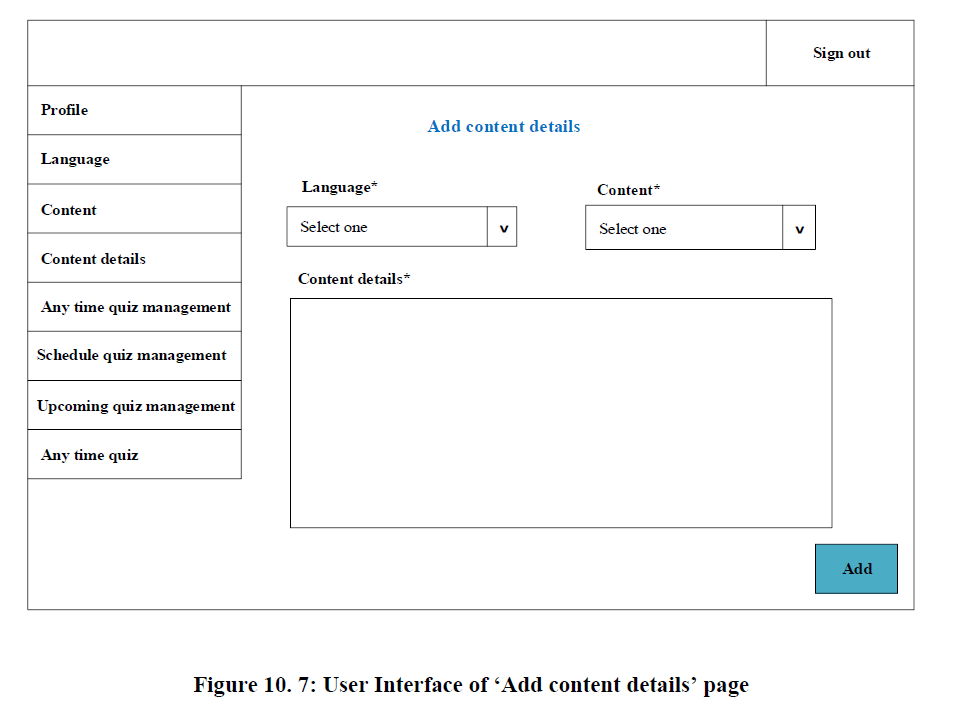 Sign out
Profile
Language
Content
Content details
Any time quiz management
Schedule quiz management
Upcoming quiz management
Any time quiz
Add content details
Language* Content*
Select one v Select one v
Content details*
Add
Figure 10. 7: User Interface of ‘Add content details’ page